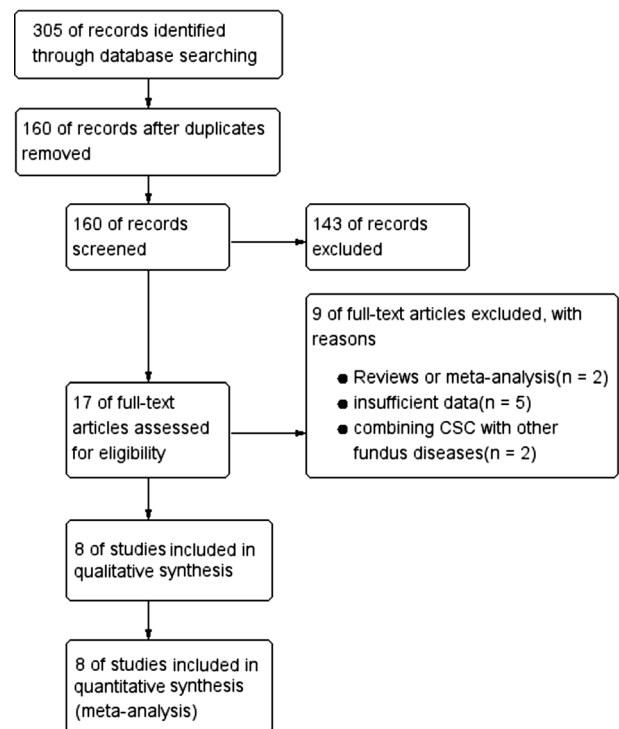 305 of records identified
through database searching
160 of records after duplicates
removed
160 of records
screened
143 of records
excluded
9 of full-text articles excluded, with
reasons
● Reviews or meta-analysis(n = 2)
● insufficient data(n = 5)
● combining CSC with other
fundus diseases(n = 2)
17 of full-text
articles assessed
for eligibility
8 of studies included in
qualitative synthesis
8 of studies included in
quantitative synthesis
(meta-analysis)